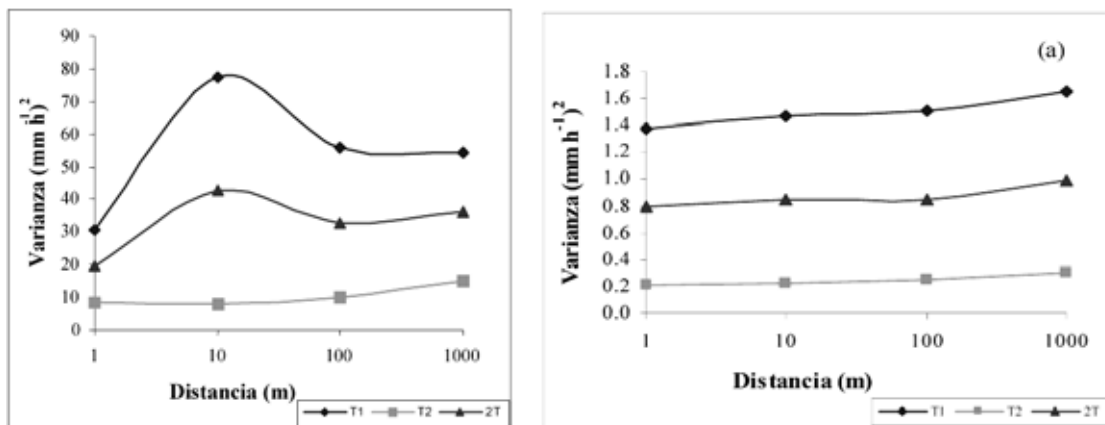 90
80
70
60
50
40
30
20
10
0
Varianza (mm h⁻¹)²
1 10 100 1000
Distancia (m)
T1 T2 2T
(a)
1.8
1.6
1.4
1.2
1.0
0.8
0.6
0.4
0.2
0.0
Varianza (mm h⁻¹)²
1 10 100 1000
Distancia (m)
T1 T2 2T